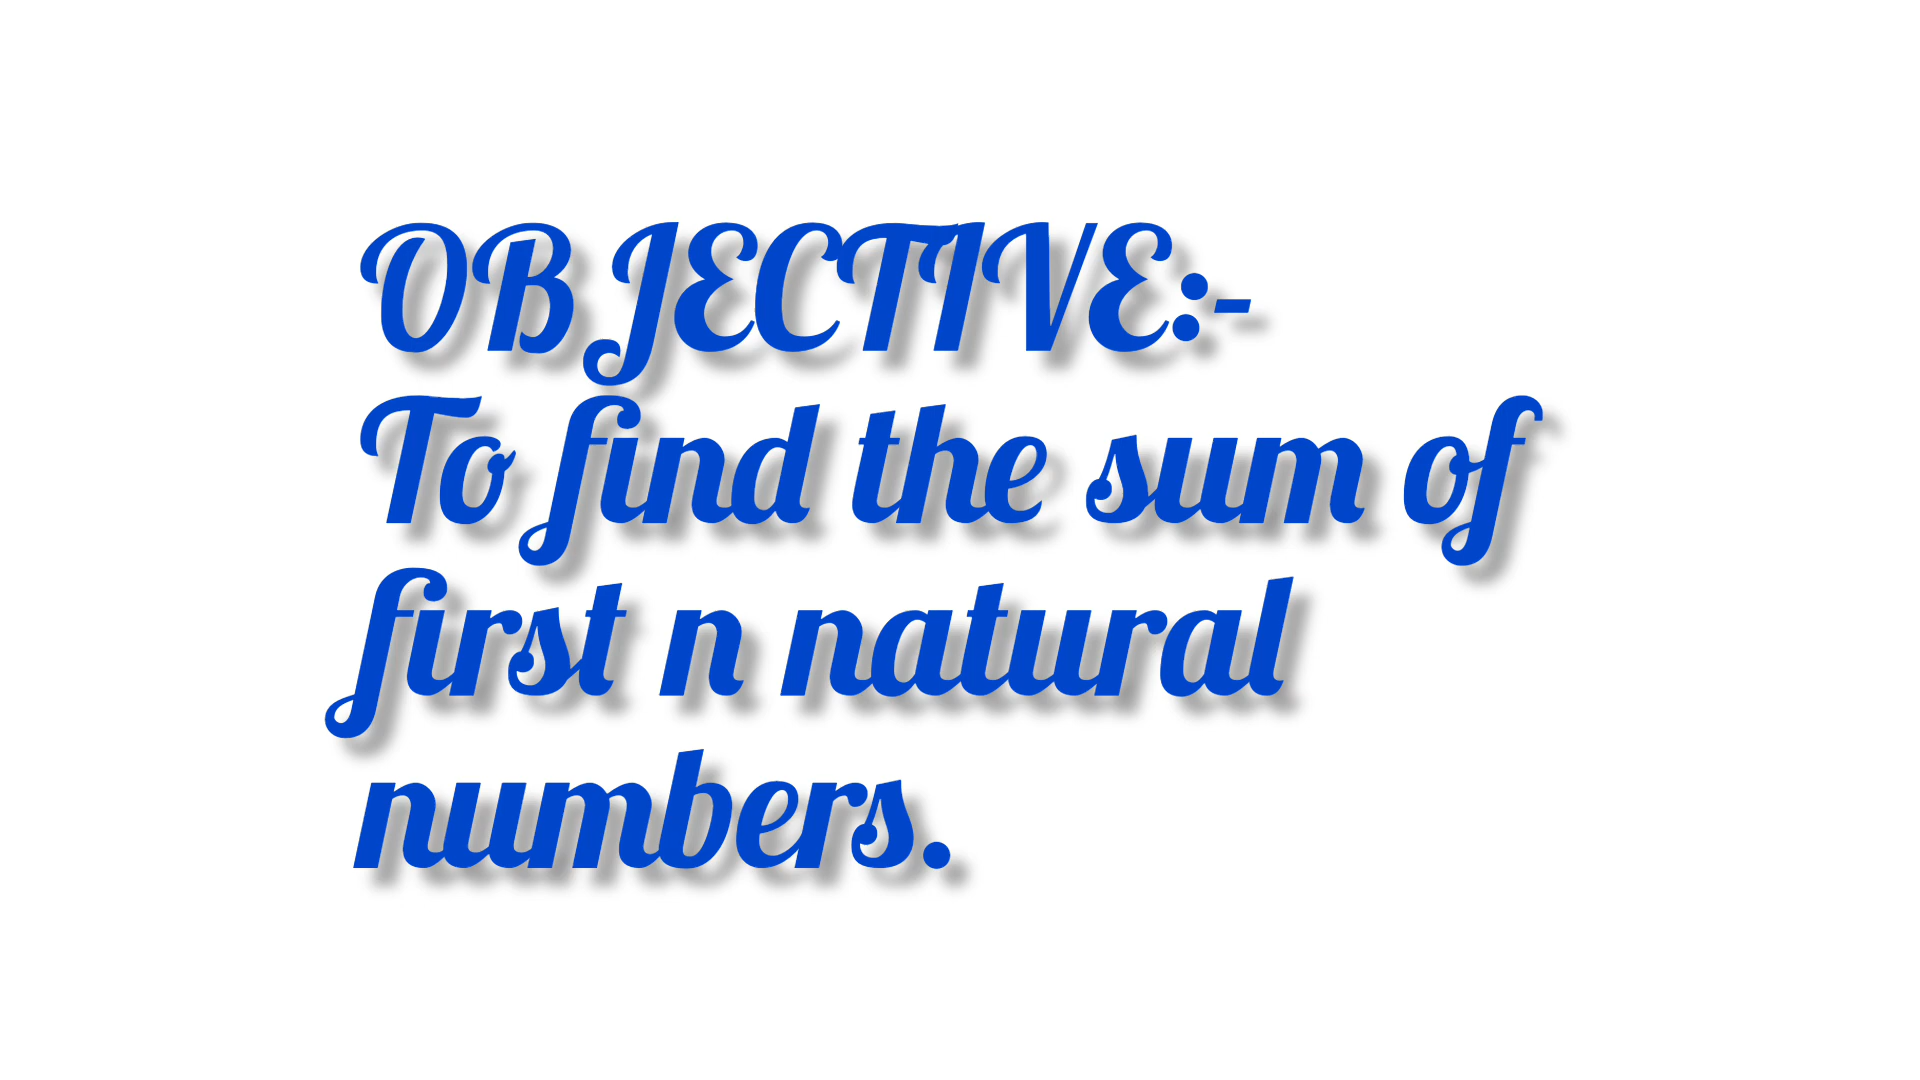 OBJECTIVE:-
To find the sum of
first n natural
numbers.